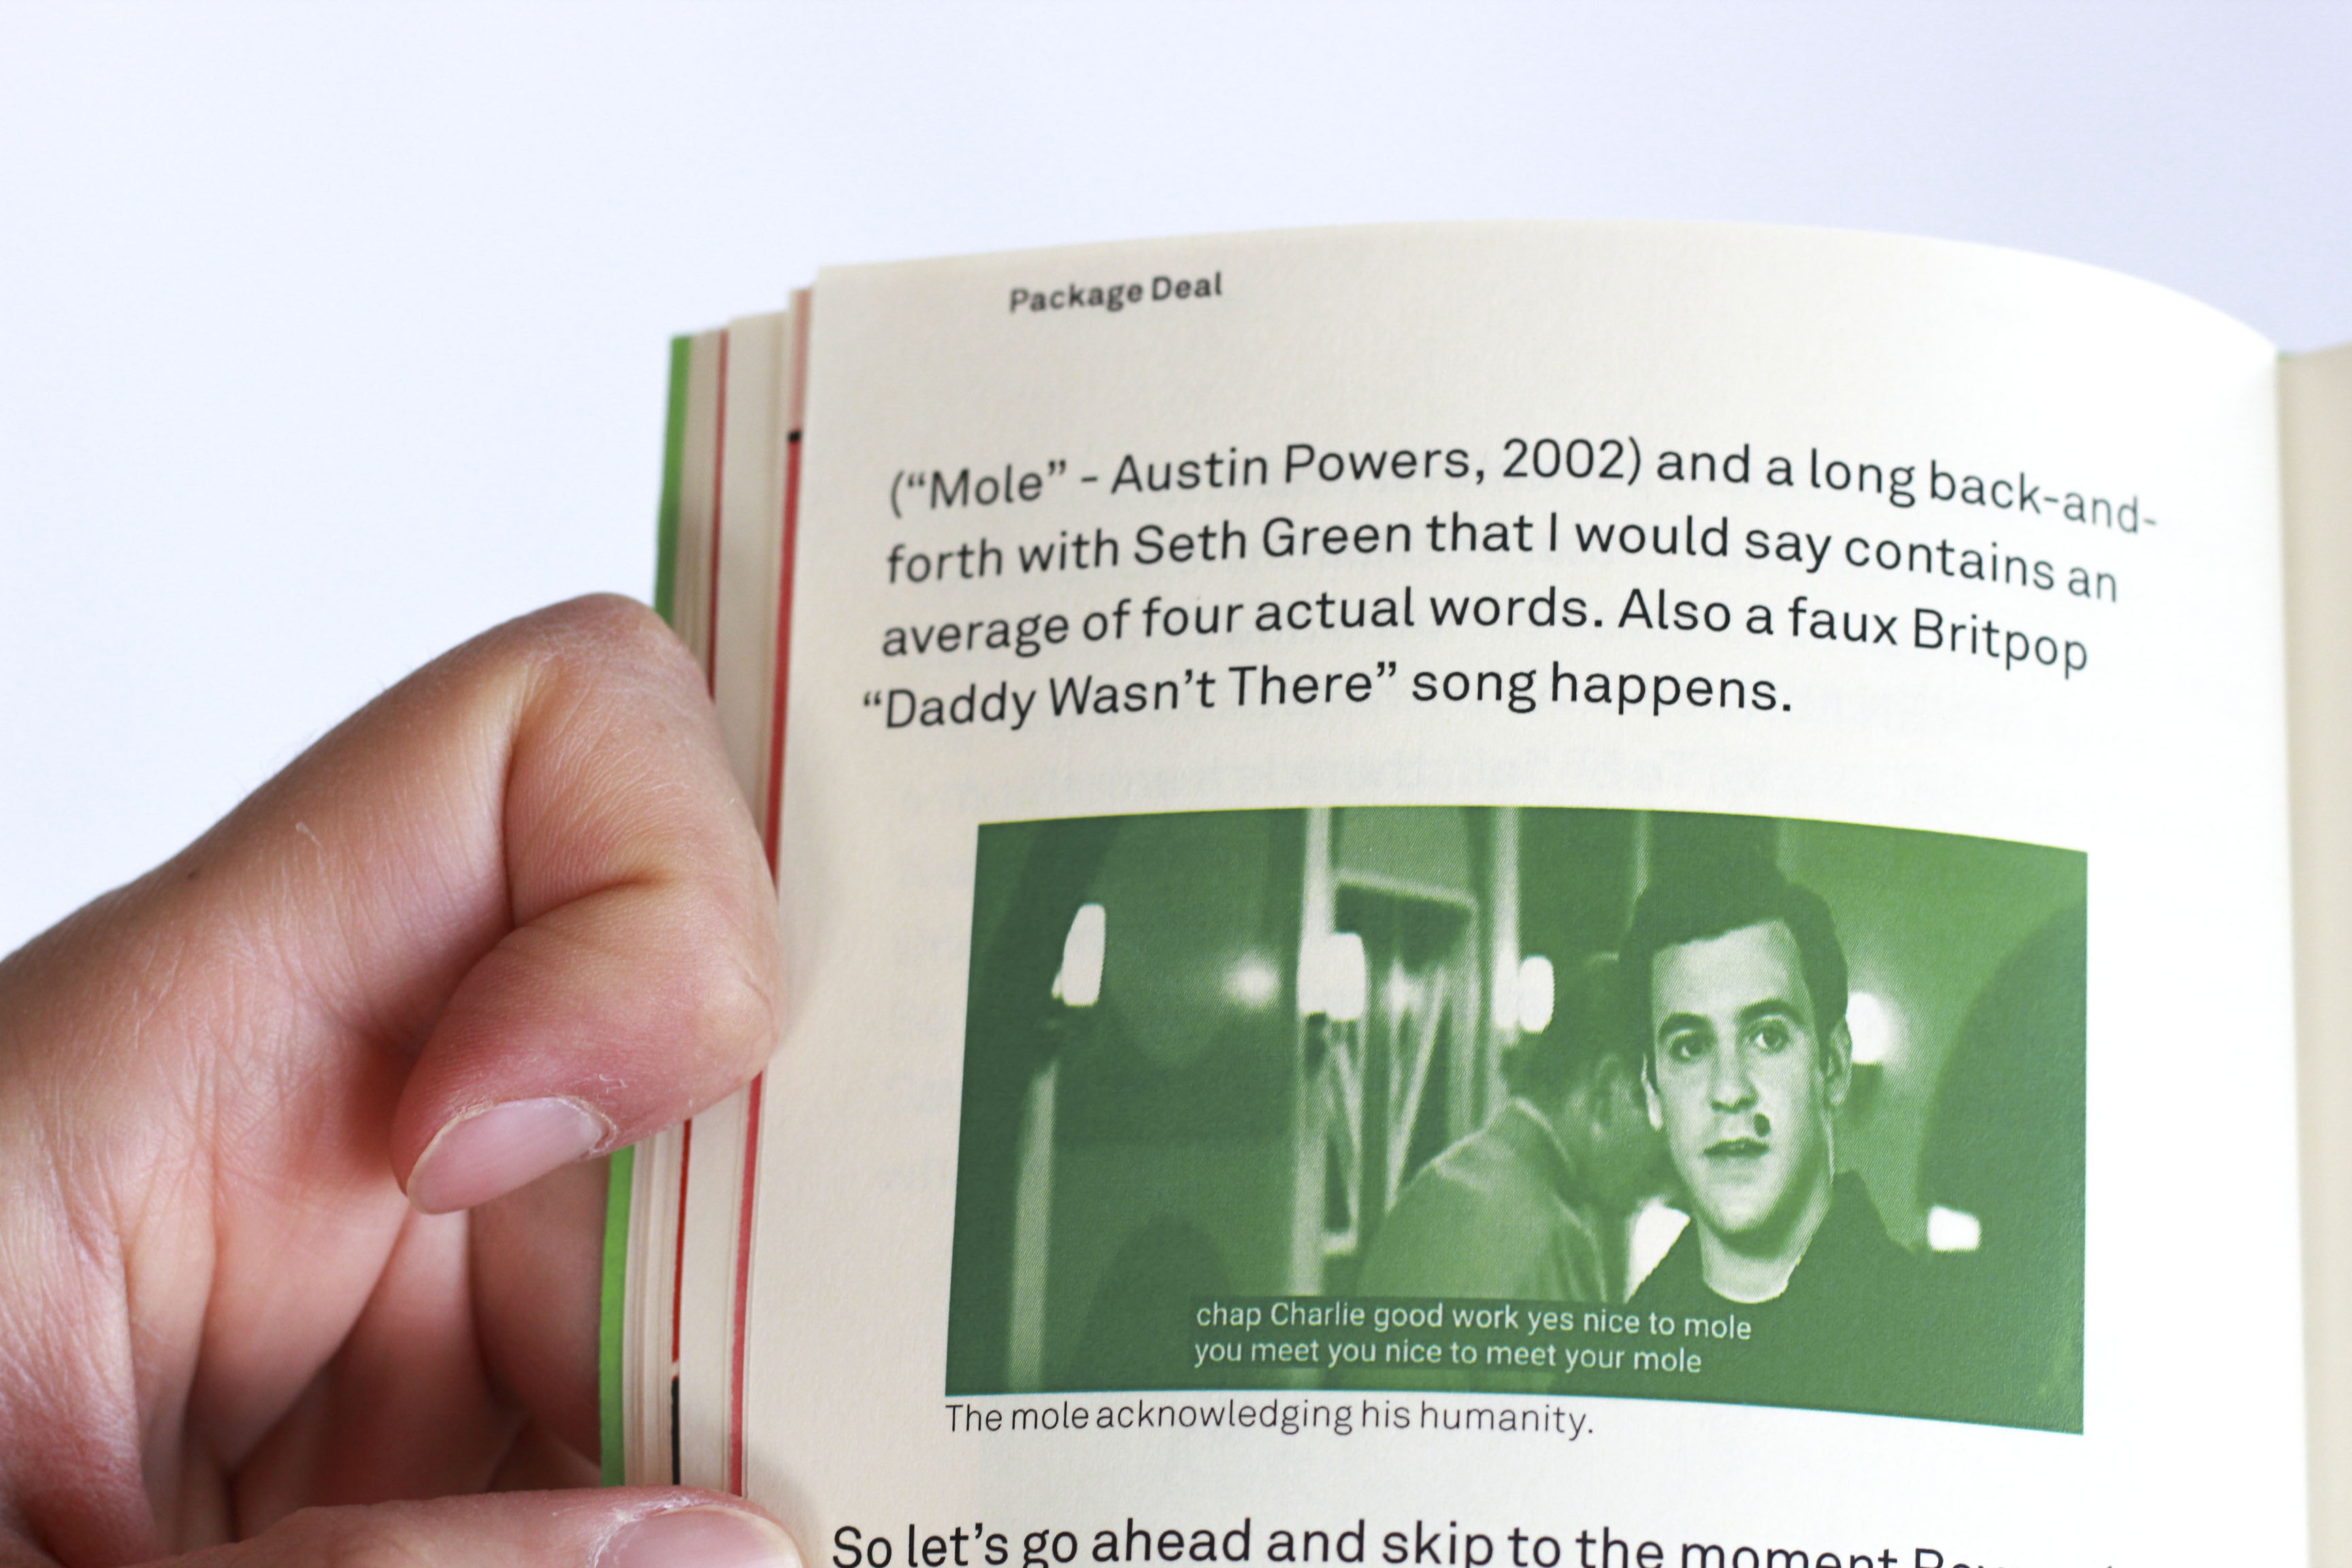 Package Deal
(“Mole” - Austin Powers, 2002) and a long back-and-
forth with Seth Green that I would say contains an
average of four actual words. Also a faux Britpop
“Daddy Wasn’t There” song happens.
chap Charlie good work yes nice to mole
you meet you nice to meet your mole
The mole acknowledging his humanity.
So let’s go ahead and skip to the moment